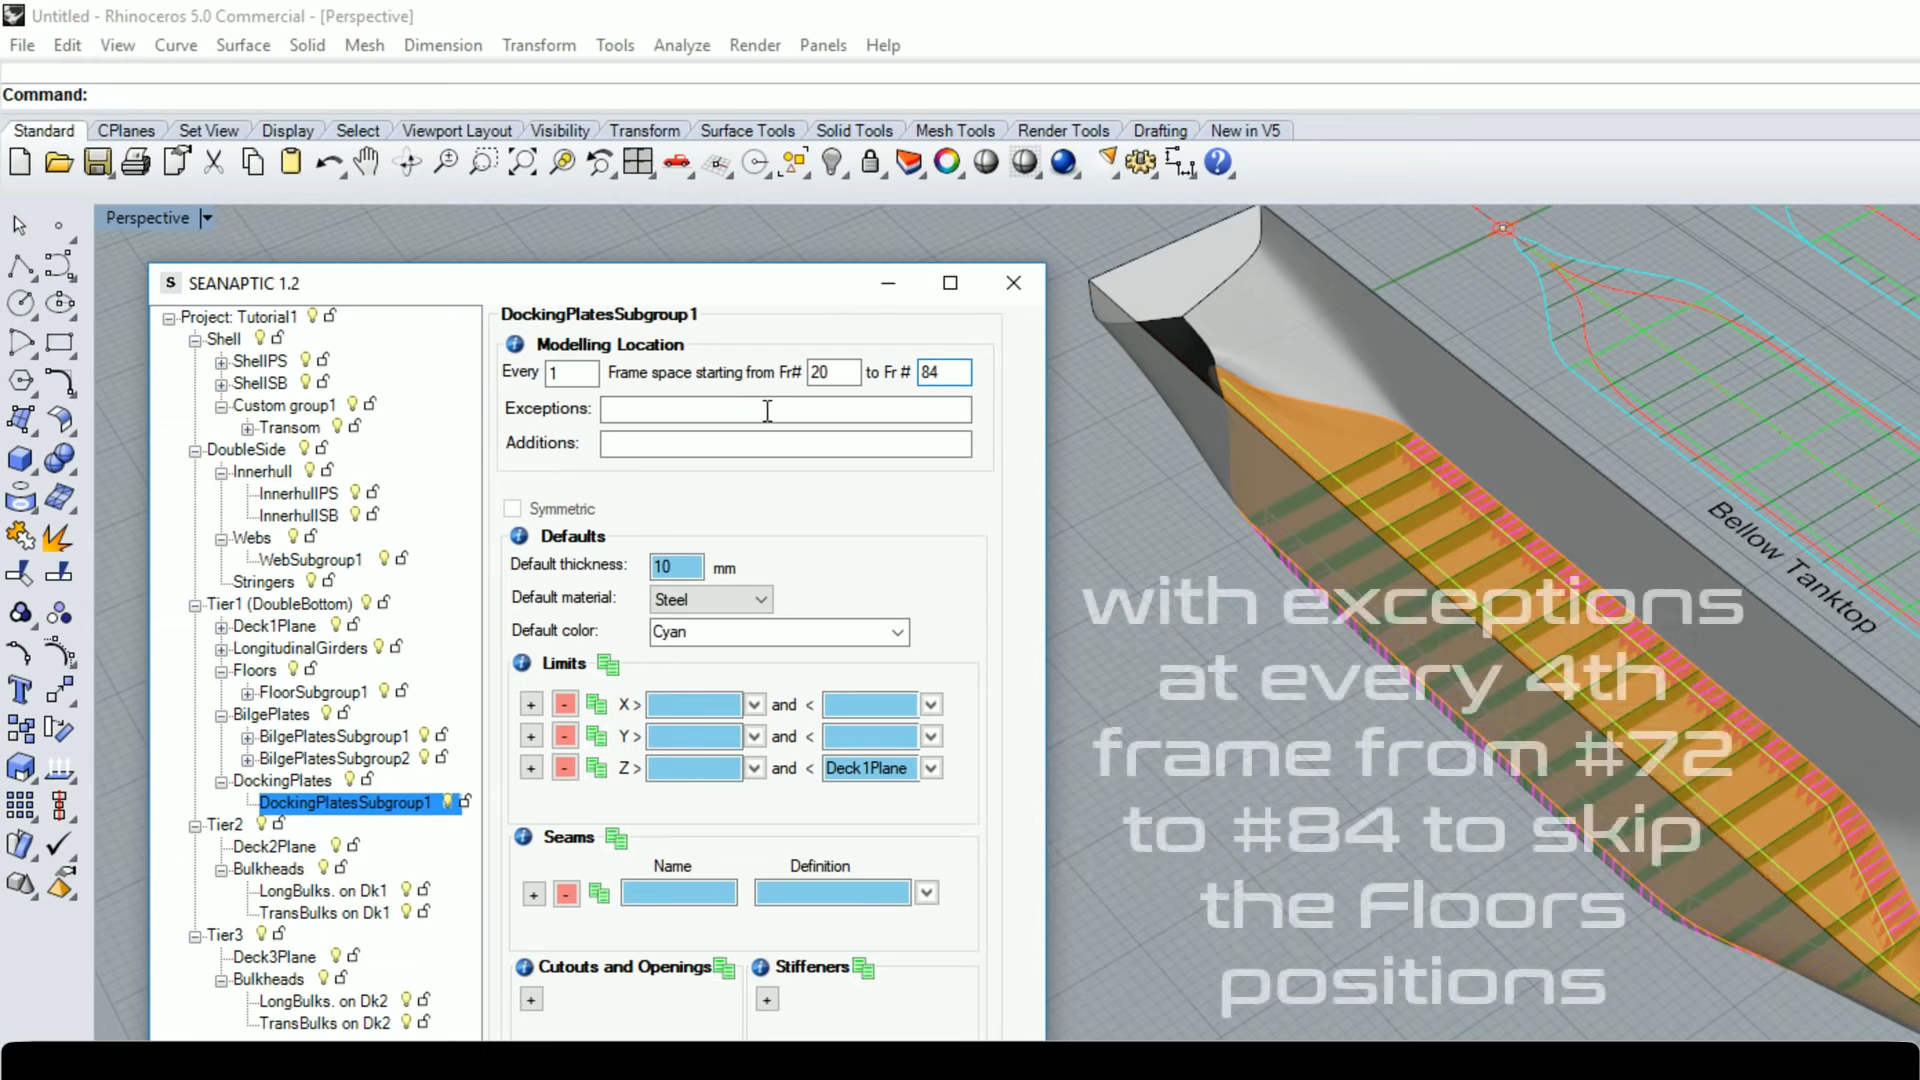 Untitled - Rhinoceros 5.0 Commercial - [Perspective]
File Edit View Curve Surface Solid Mesh Dimension Transform Tools Analyze Render Panels Help
Command:
Standard CPlanes Set View Display Select Viewport Layout Visibility Transform Surface Tools Solid Tools Mesh Tools Render Tools Drafting New in V5
Perspective
S SEANAPTIC 1.2
Project: Tutorial1
Shell
ShellPS
ShellSB
Custom group1
Transom
DoubleSide
Innerhull
InnerhullPS
InnerhullSB
Webs
WebSubgroup1
Stringers
Tier1 (DoubleBottom)
Deck1Plane
LongitudinalGirders
Floors
FloorSubgroup1
BilgePlates
BilgePlatesSubgroup1
BilgePlatesSubgroup2
DockingPlates
DockingPlatesSubgroup1
Tier2
Deck2Plane
Bulkheads
LongBulks. on Dk1
TransBulks on Dk1
Tier3
Deck3Plane
Bulkheads
LongBulks. on Dk2
TransBulks on Dk2
DockingPlatesSubgroup1
Modelling Location
Every 1 Frame space starting from Fr# 20 to Fr # 84
Exceptions:
Additions:
Symmetric
Defaults
Default thickness: 10 mm
Default material: Steel
Default color: Cyan
Limits
+ - X > and <
+ - Y > and <
+ - Z > and < Deck1Plane
Seams
Name Definition
+ -
Cutouts and Openings
+
Stiffeners
+
Bellow Tanktop
with exceptions
at every 4th
frame from #72
to #84 to skip
the Floors
positions